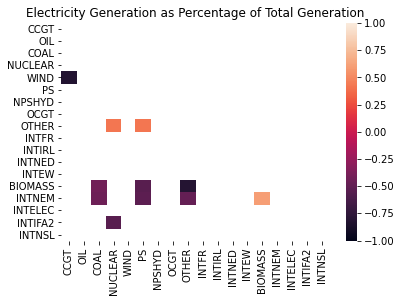 Electricity Generation as Percentage of Total Generation
CCGT
OIL
COAL
NUCLEAR
WIND
PS
NPSHYD
OCGT
OTHER
INTFR
INTIRL
INTNED
INTEW
BIOMASS
INTNEM
INTELEC
INTIFA2
INTNSL
CCGT
OIL
COAL
NUCLEAR
WIND
PS
NPSHYD
OCGT
OTHER
INTFR
INTIRL
INTNED
INTEW
BIOMASS
INTNEM
INTELEC
INTIFA2
INTNSL
1.00
0.75
0.50
0.25
0.00
−0.25
−0.50
−0.75
−1.00